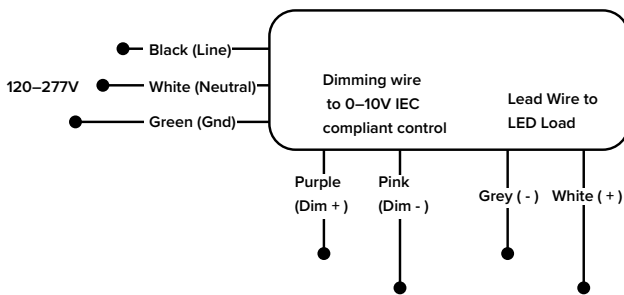 Black (Line)
120–277V
White (Neutral)
Green (Gnd)
Dimming wire
to 0–10V IEC
compliant control
Lead Wire to
LED Load
Purple
(Dim + )
Pink
(Dim - )
Grey ( - )
White ( + )